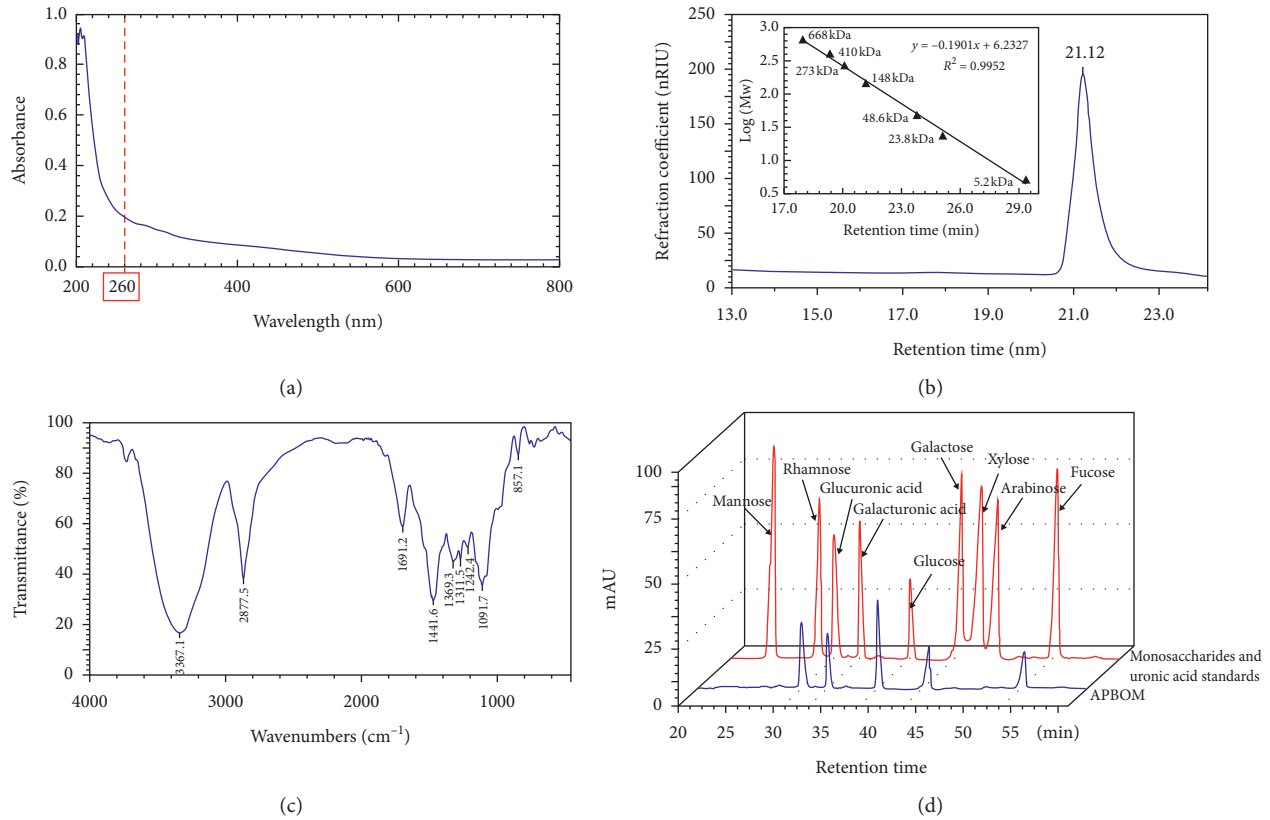 1.0
0.8
0.6
0.4
0.2
0.0
Absorbance
200
260
400
600
800
Wavelength (nm)
(a)
250
200
150
100
50
0
Refraction coefficient (nRIU)
21.12
3.0
2.5
2.0
1.5
1.0
0.5
Log (Mw)
668 kDa
410 kDa
273 kDa
148 kDa
48.6 kDa
23.8 kDa
5.2 kDa
y = –0.1901x + 6.2327
R² = 0.9952
17.0 20.0 23.0 26.0 29.0
Retention time (min)
13.0 15.0 17.0 19.0 21.0 23.0
Retention time (nm)
(b)
100
80
60
40
20
0
Transmittance (%)
3367.1
2877.5
1691.2
1441.6
1369.3
1311.5
1242.4
1091.7
857.1
4000 3000 2000 1000
Wavenumbers (cm⁻¹)
(c)
100
75
50
25
0
mAU
Mannose
Rhamnose
Glucuronic acid
Galacturonic acid
Glucose
Galactose
Xylose
Arabinose
Fucose
Monosaccharides and
uronic acid standards
APBOM
20 25 30 35 40 45 50 55 (min)
Retention time
(d)